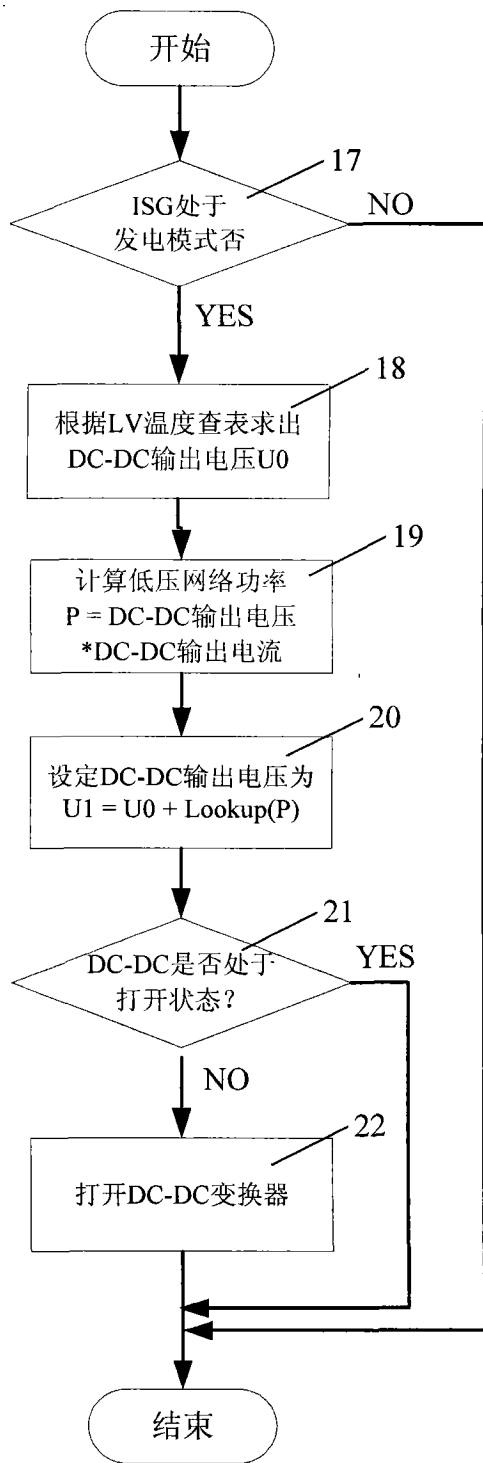 开始
17
ISG处于
发电模式否
NO
YES
18
根据LV温度查表求出
DC-DC输出电压U0
19
计算低压网络功率
P = DC-DC输出电压
*DC-DC输出电流
20
设定DC-DC输出电压为
U1 = U0 + Lookup(P)
21
DC-DC是否处于
打开状态?
YES
NO
22
打开DC-DC变换器
结束